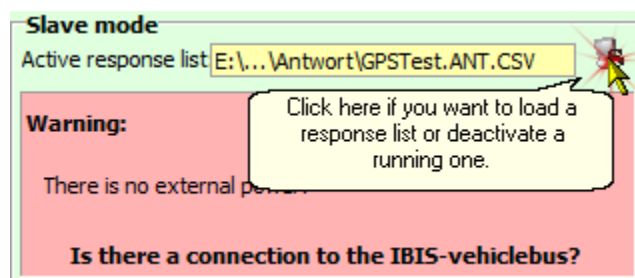 Slave mode
Active response list E:\...\Antwort\GPSTest.ANT.CSV
Click here if you want to load a
response list or deactivate a
running one.
Warning:
There is no external
Is there a connection to the IBIS-vehiclebus?